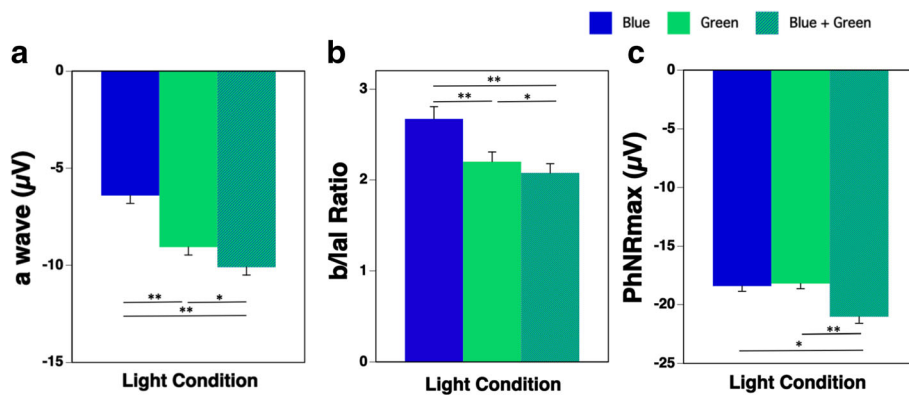 Blue Green Blue + Green
a b c
a wave (µV)
0
-5
-10
-15
** *
**
Light Condition
b/lal Ratio
3
2
1
0
**
** *
Light Condition
PhNRmax (µV)
0
-5
-10
-15
-20
-25
**
*
Light Condition